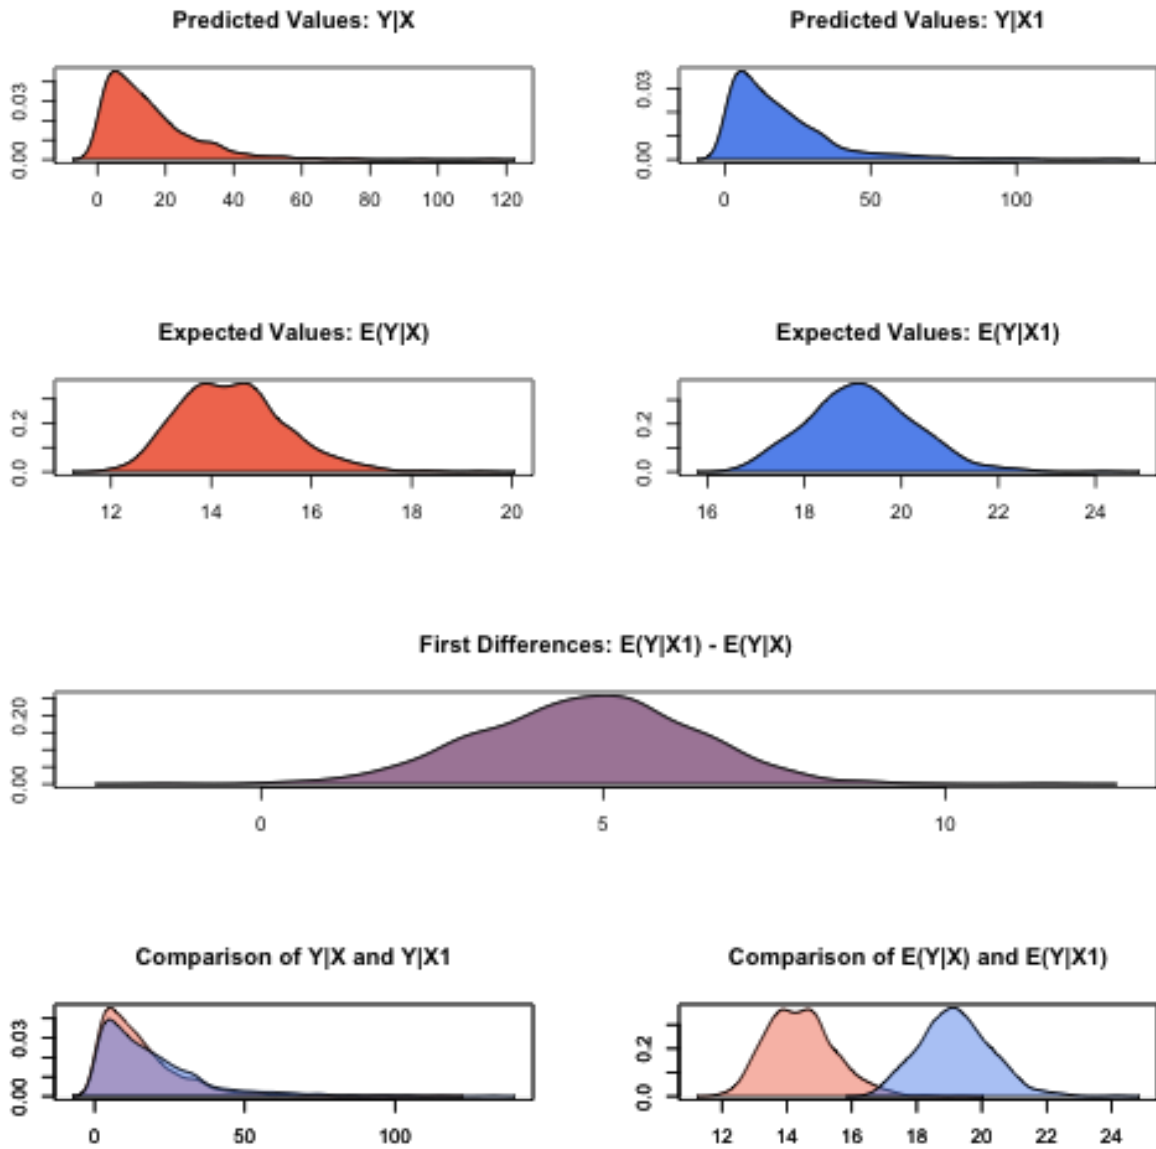 Predicted Values: Y|X
0.00 0.03
0 20 40 60 80 100 120
Predicted Values: Y|X1
0.00 0.03
0 50 100
Expected Values: E(Y|X)
0.0 0.2
12 14 16 18 20
Expected Values: E(Y|X1)
0.0 0.2
16 18 20 22 24
First Differences: E(Y|X1) - E(Y|X)
0.00 0.20
0 5 10
Comparison of Y|X and Y|X1
0.00 0.03
0 50 100
Comparison of E(Y|X) and E(Y|X1)
0.0 0.2
12 14 16 18 20 22 24